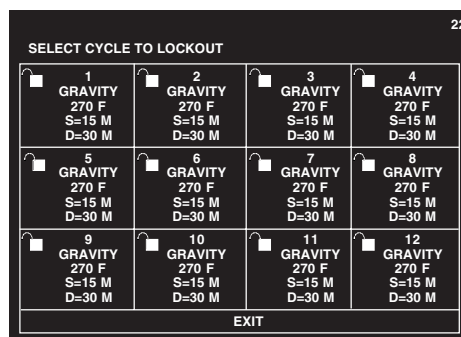 22
SELECT CYCLE TO LOCKOUT
1 2 3 4
GRAVITY GRAVITY GRAVITY GRAVITY
270 F 270 F 270 F 270 F
S=15 M S=15 M S=15 M S=15 M
D=30 M D=30 M D=30 M D=30 M
5 6 7 8
GRAVITY GRAVITY GRAVITY GRAVITY
270 F 270 F 270 F 270 F
S=15 M S=15 M S=15 M S=15 M
D=30 M D=30 M D=30 M D=30 M
9 10 11 12
GRAVITY GRAVITY GRAVITY GRAVITY
270 F 270 F 270 F 270 F
S=15 M S=15 M S=15 M S=15 M
D=30 M D=30 M D=30 M D=30 M
EXIT